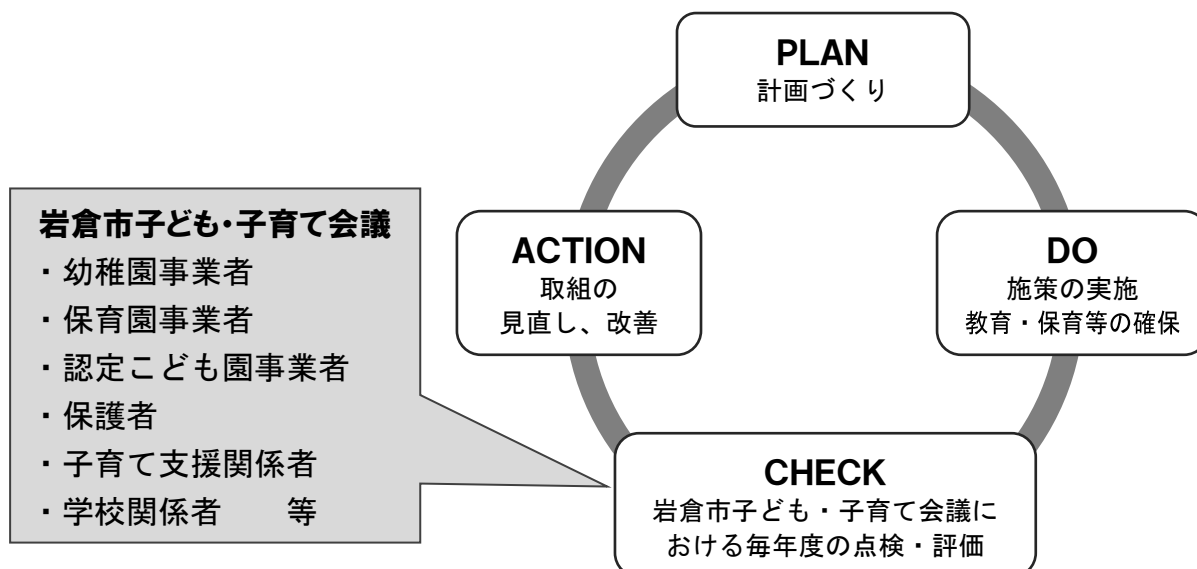 PLAN
計画づくり
岩倉市子ども・子育て会議
・幼稚園事業者
・保育園事業者
・認定こども園事業者
・保護者
・子育て支援関係者
・学校関係者　　等
ACTION
取組の
見直し、改善
DO
施策の実施
教育・保育等の確保
CHECK
岩倉市子ども・子育て会議に
おける毎年度の点検・評価